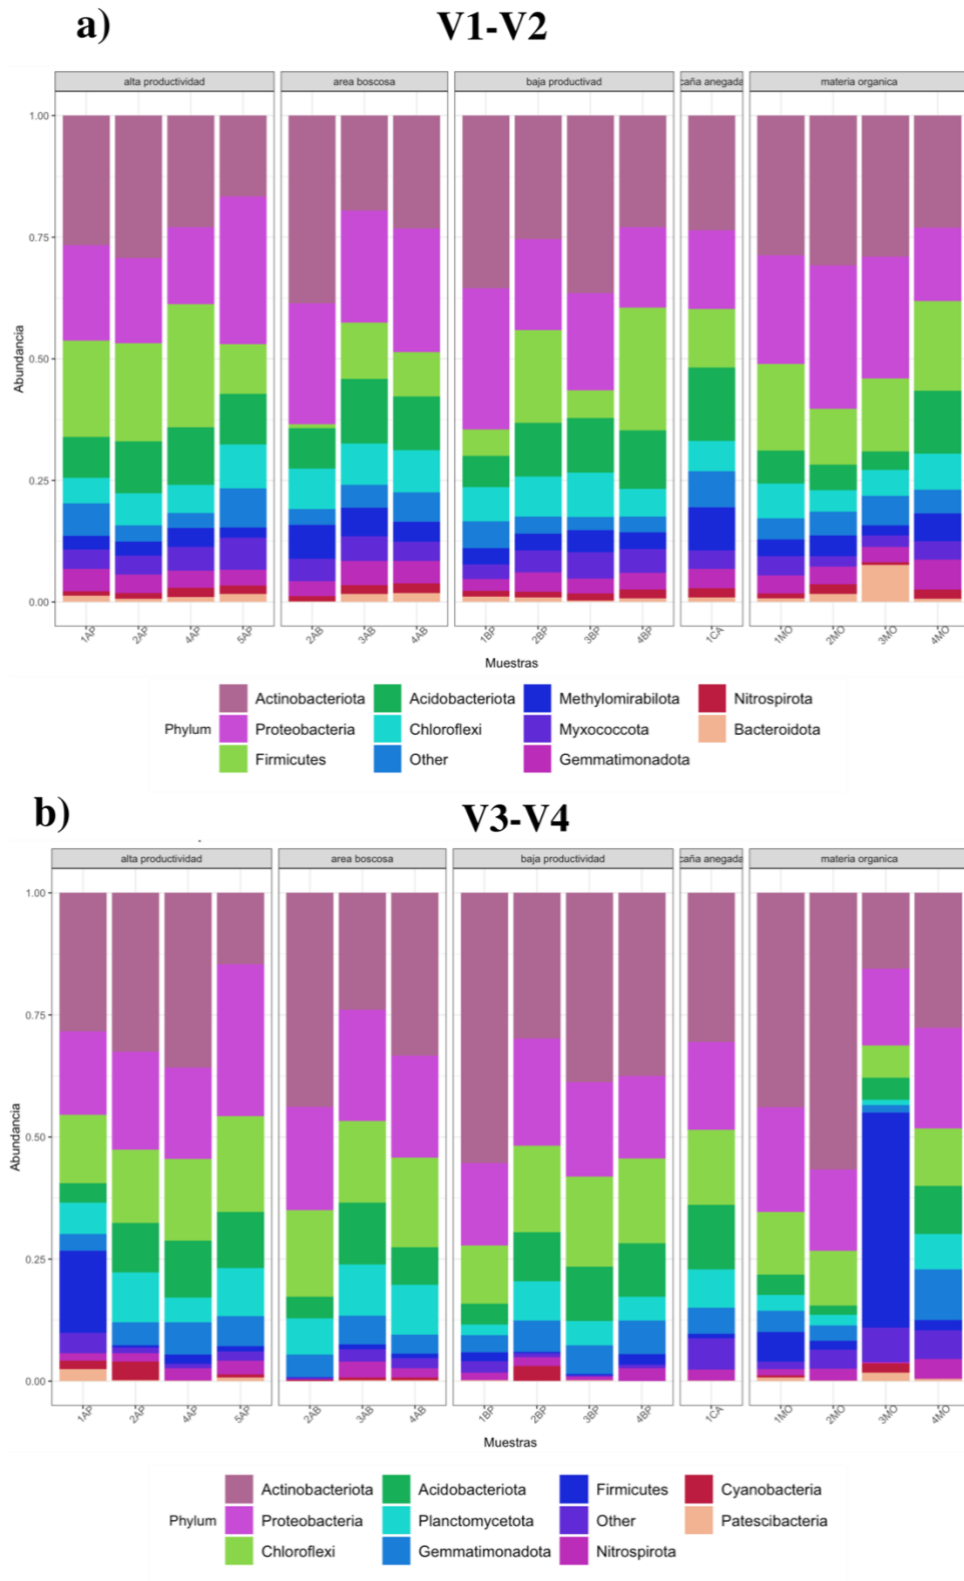 a) V1-V2
alta productividad area boscosa baja productivad caña anegada materia organica
1.00
0.75
0.50
0.25
0.00
Abundancia
1AP 2AP 4AP 5AP 2AB 3AB 4AB 1BP 2BP 3BP 4BP 1CA 1MO 2MO 3MO 4MO
Muestras
Actinobacteriota Acidobacteriota Methylomirabilota Nitrospirota
Phylum Proteobacteria Chloroflexi Myxococcota Bacteroidota
Firmicutes Other Gemmatimonadota
b) V3-V4
alta productividad area boscosa baja productividad caña anegada materia organica
1.00
0.75
0.50
0.25
0.00
Abundancia
1AP 2AP 4AP 5AP 2AB 3AB 4AB 1BP 2BP 3BP 4BP 1CA 1MO 2MO 3MO 4MO
Muestras
Actinobacteriota Acidobacteriota Firmicutes Cyanobacteria
Phylum Proteobacteria Planctomycetota Other Patescibacteria
Chloroflexi Gemmatimonadota Nitrospirota